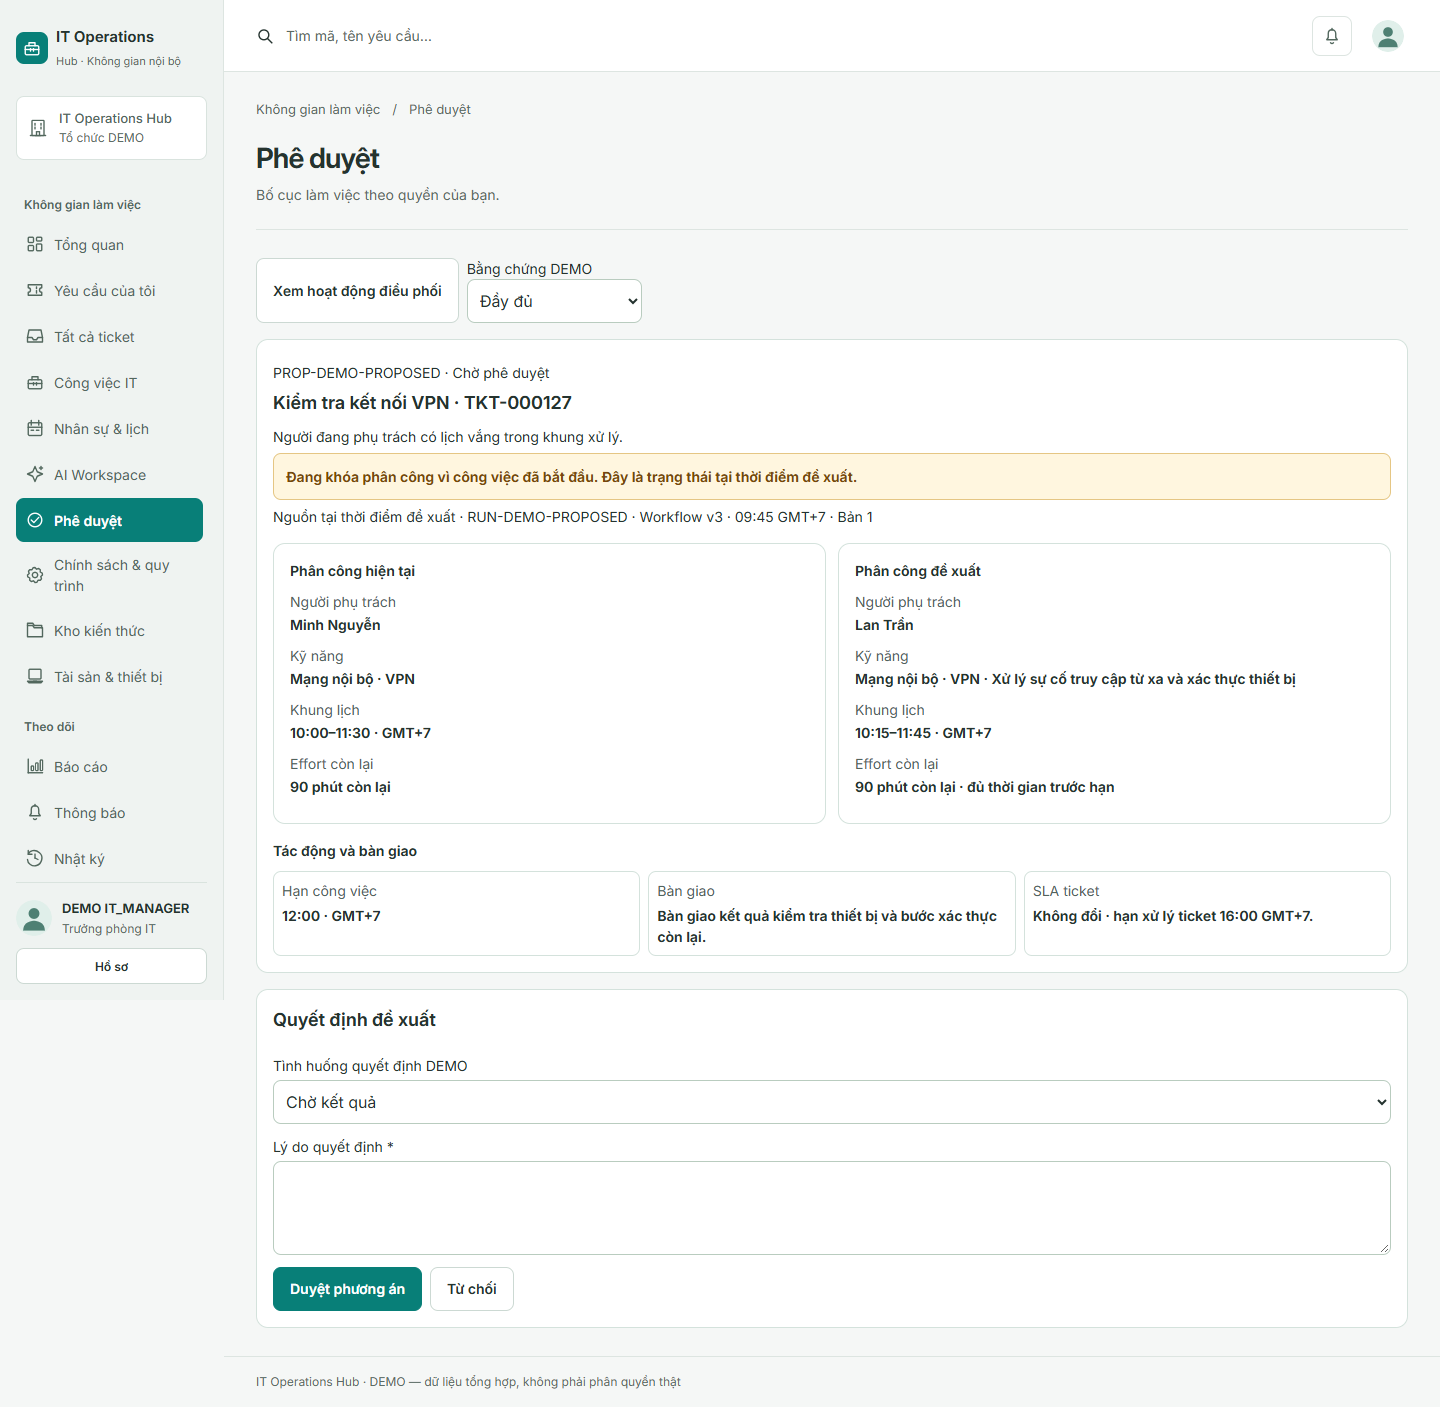 IT Operations
Hub · Không gian nội bộ
IT Operations Hub
Tổ chức DEMO
Không gian làm việc
Tổng quan
Yêu cầu của tôi
Tất cả ticket
Công việc IT
Nhân sự & lịch
AI Workspace
Phê duyệt
Chính sách & quy
trình
Kho kiến thức
Tài sản & thiết bị
Theo dõi
Báo cáo
Thông báo
Nhật ký
DEMO IT_MANAGER
Trưởng phòng IT
Hồ sơ
Tìm mã, tên yêu cầu...
Không gian làm việc / Phê duyệt
Phê duyệt
Bố cục làm việc theo quyền của bạn.
Xem hoạt động điều phối
Bằng chứng DEMO
Đầy đủ
PROP-DEMO-PROPOSED · Chờ phê duyệt
Kiểm tra kết nối VPN · TKT-000127
Người đang phụ trách có lịch vắng trong khung xử lý.
Đang khóa phân công vì công việc đã bắt đầu. Đây là trạng thái tại thời điểm đề xuất.
Nguồn tại thời điểm đề xuất · RUN-DEMO-PROPOSED · Workflow v3 · 09:45 GMT+7 · Bản 1
Phân công hiện tại
Người phụ trách
Minh Nguyễn
Kỹ năng
Mạng nội bộ · VPN
Khung lịch
10:00–11:30 · GMT+7
Effort còn lại
90 phút còn lại
Phân công đề xuất
Người phụ trách
Lan Trần
Kỹ năng
Mạng nội bộ · VPN · Xử lý sự cố truy cập từ xa và xác thực thiết bị
Khung lịch
10:15–11:45 · GMT+7
Effort còn lại
90 phút còn lại · đủ thời gian trước hạn
Tác động và bàn giao
Hạn công việc
12:00 · GMT+7
Bàn giao
Bàn giao kết quả kiểm tra thiết bị và bước xác thực
còn lại.
SLA ticket
Không đổi · hạn xử lý ticket 16:00 GMT+7.
Quyết định đề xuất
Tình huống quyết định DEMO
Chờ kết quả
Lý do quyết định *
Duyệt phương án
Từ chối
IT Operations Hub · DEMO — dữ liệu tổng hợp, không phải phân quyền thật